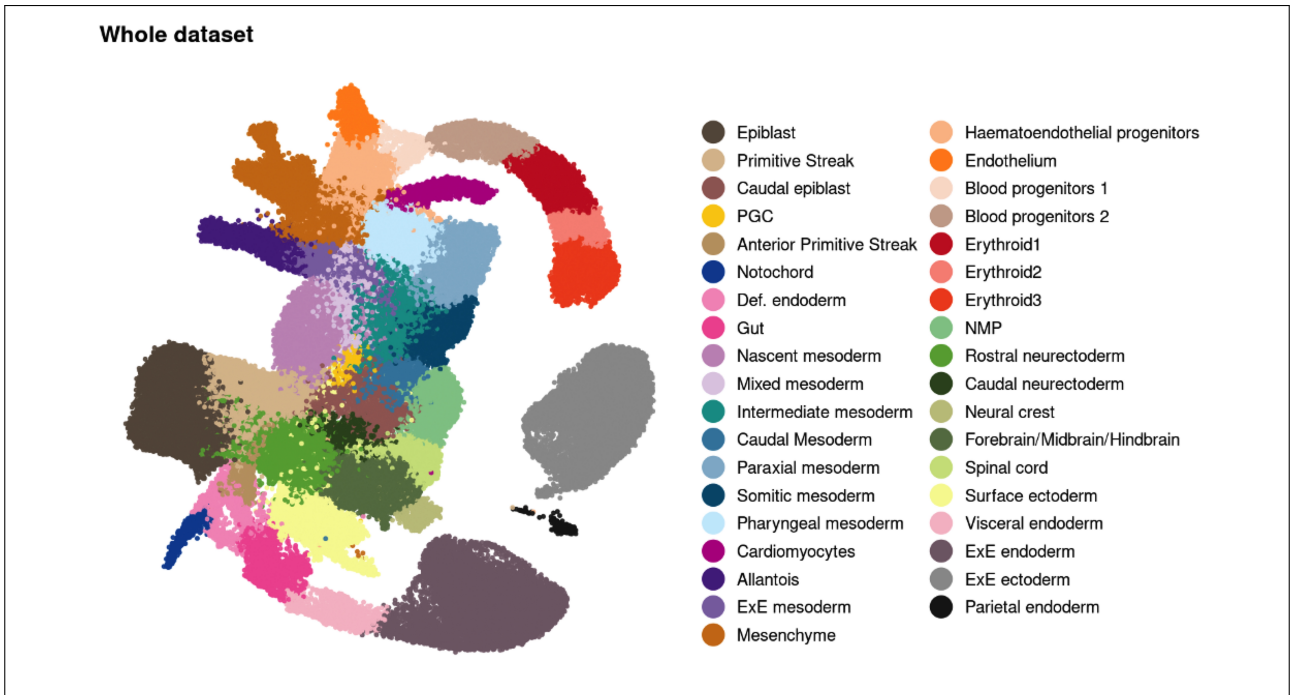 Whole dataset
Epiblast
Primitive Streak
Caudal epiblast
PGC
Anterior Primitive Streak
Notochord
Def. endoderm
Gut
Nascent mesoderm
Mixed mesoderm
Intermediate mesoderm
Caudal Mesoderm
Paraxial mesoderm
Somitic mesoderm
Pharyngeal mesoderm
Cardiomyocytes
Allantois
ExE mesoderm
Mesenchyme
Haematoendothelial progenitors
Endothelium
Blood progenitors 1
Blood progenitors 2
Erythroid1
Erythroid2
Erythroid3
NMP
Rostral neurectoderm
Caudal neurectoderm
Neural crest
Forebrain/Midbrain/Hindbrain
Spinal cord
Surface ectoderm
Visceral endoderm
ExE endoderm
ExE ectoderm
Parietal endoderm